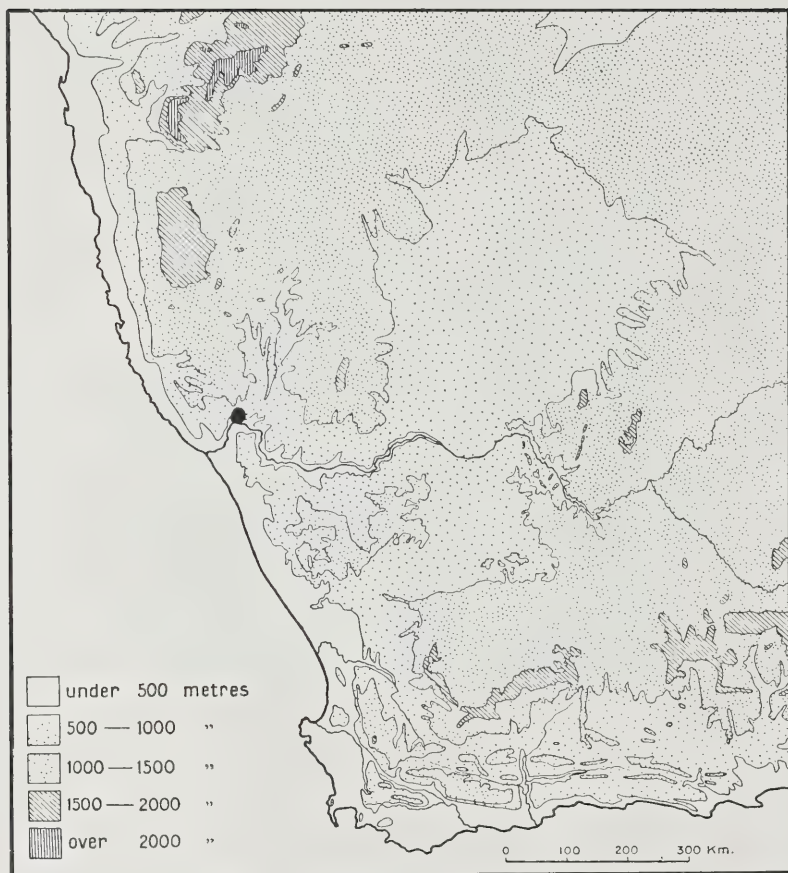 under 500 metres
500 — 1000 "
1000 — 1500 "
1500 — 2000 "
over 2000 "
0 100 200 300 Km.